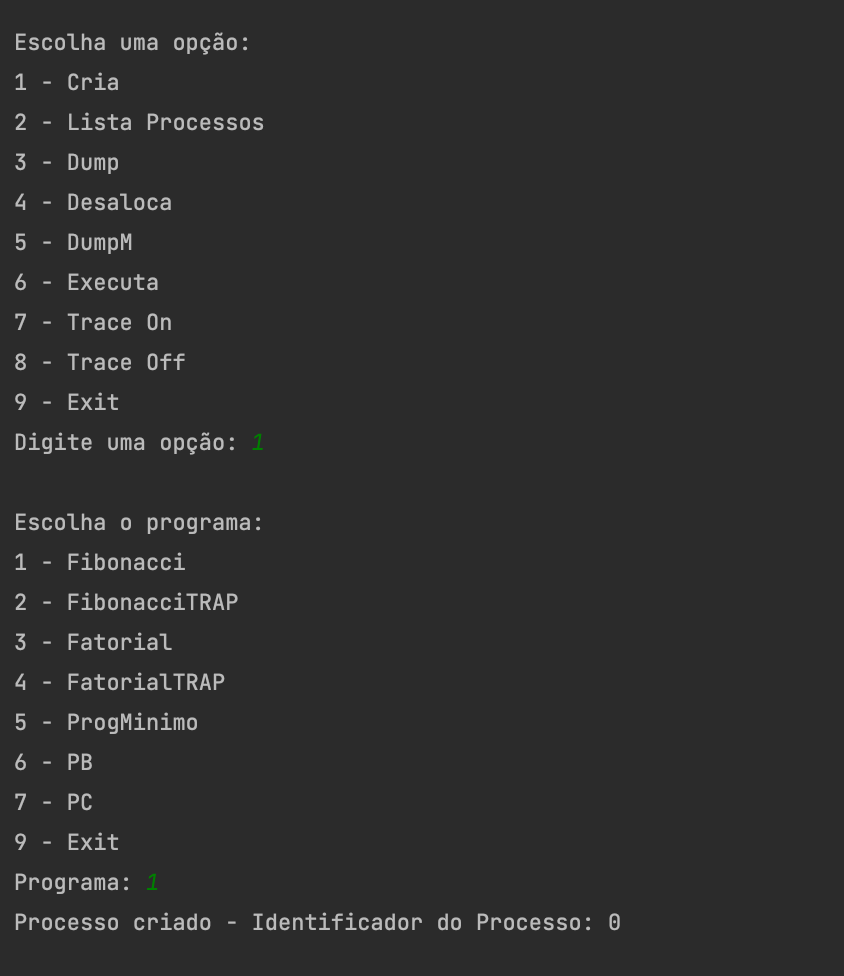 Escolha uma opção:
1 - Cria
2 - Lista Processos
3 - Dump
4 - Desaloca
5 - DumpM
6 - Executa
7 - Trace On
8 - Trace Off
9 - Exit
Digite uma opção: 1
Escolha o programa:
1 - Fibonacci
2 - FibonacciTRAP
3 - Fatorial
4 - FatorialTRAP
5 - ProgMinimo
6 - PB
7 - PC
9 - Exit
Programa: 1
Processo criado - Identificador do Processo: 0